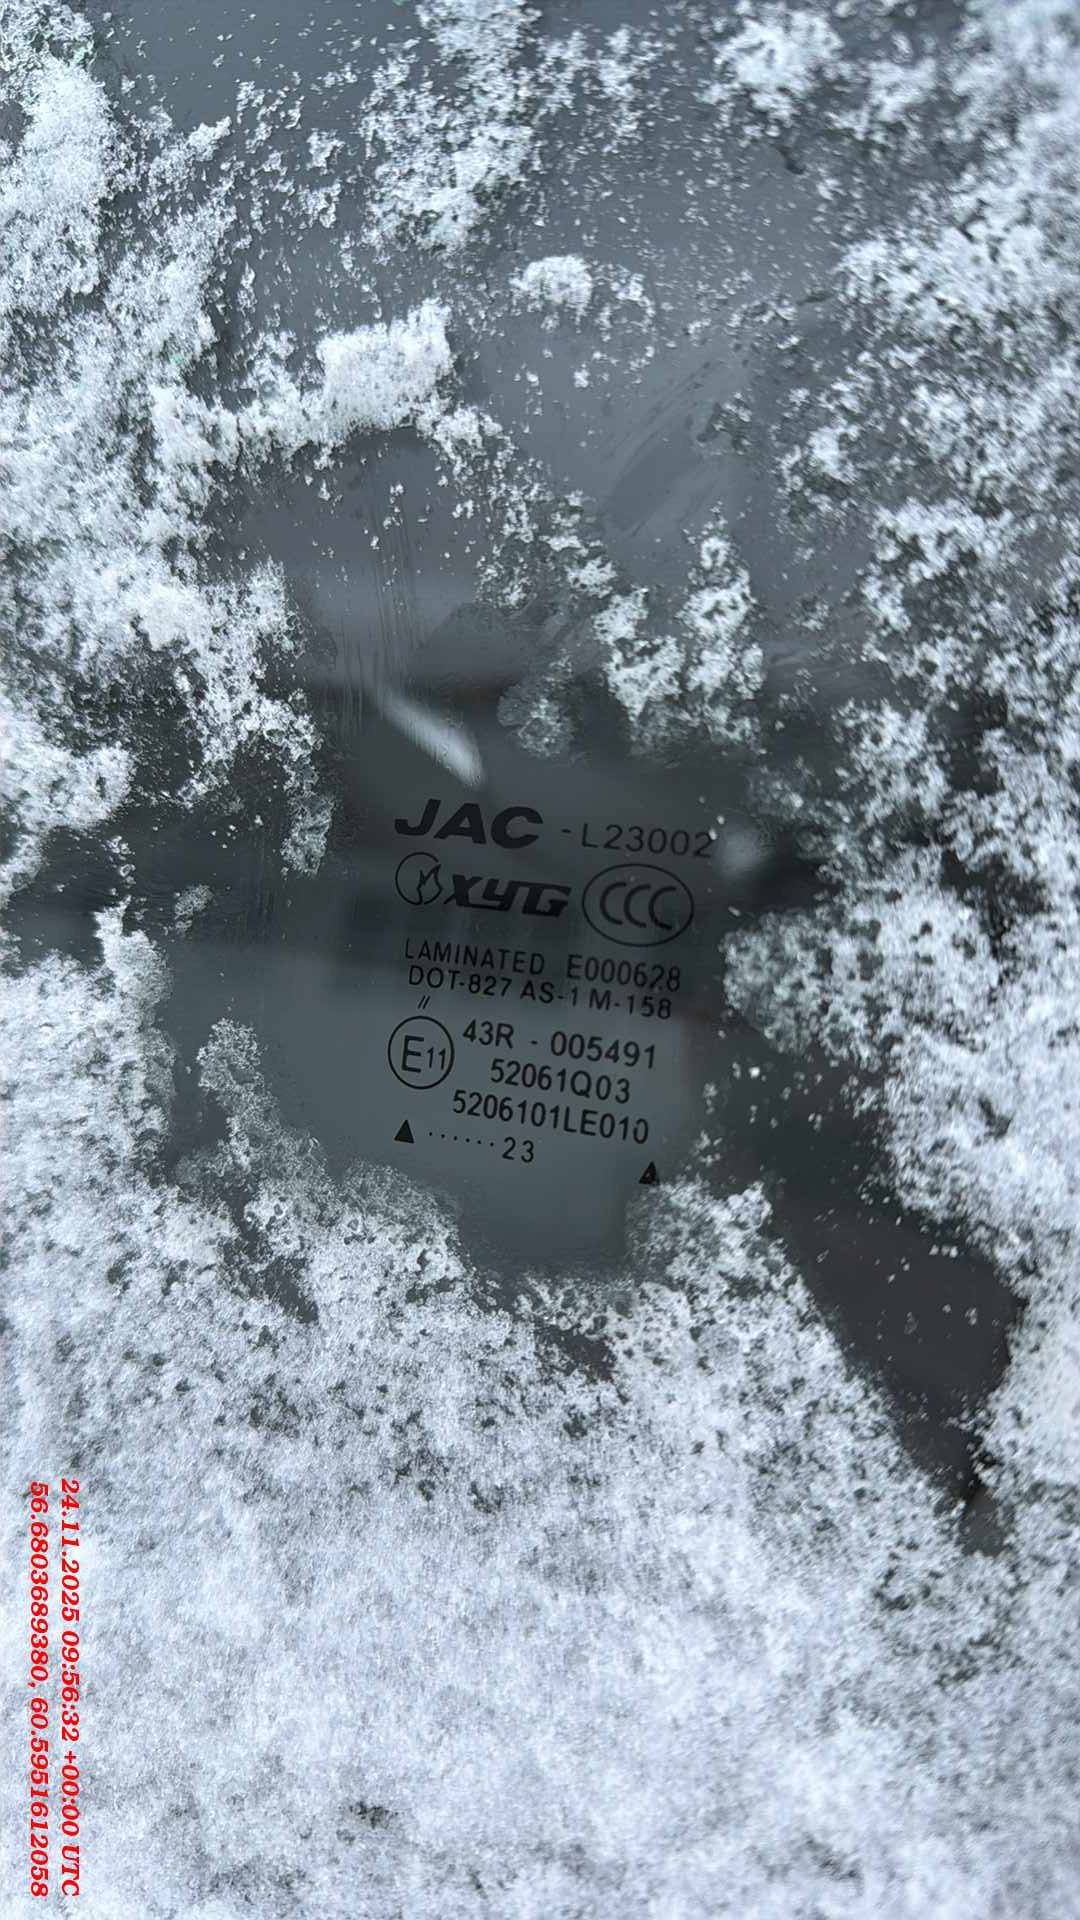 JAC - L23002
XYG CCC
LAMINATED E000628
DOT-827 AS-1 M-158
//
E11 43R - 005491
52061Q03
5206101LE010
▲ ······23 ▲
24.11.2025 09:56:32 +00:00 UTC
56.6803689380, 60.5951612058